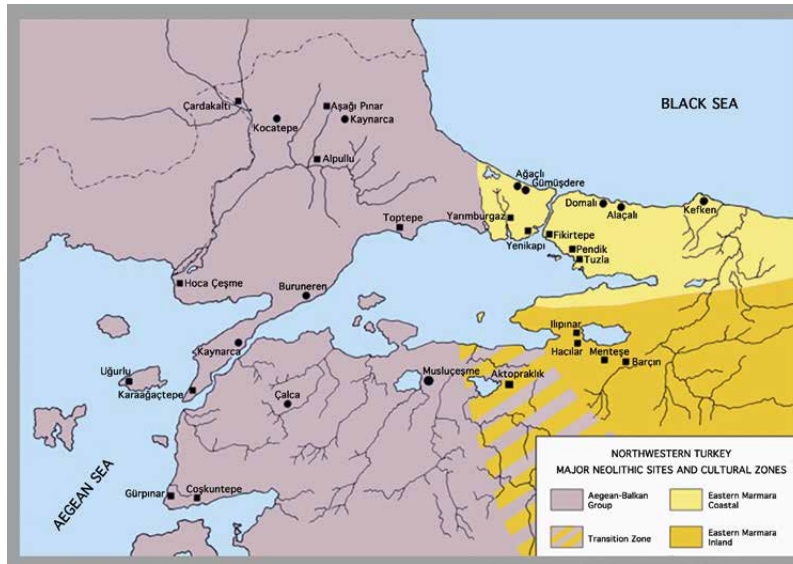 BLACK SEA
Çardakaltı
Aşağı Pınar
Kocatepe
Kaynarca
Alpullu
Ağaçlı
Gümüşdere
Yarımburgaz
Domalı
Alaçalı
Kefken
Toptepe
Yenikapı
Fikirtepe
Pendik
Tuzla
Hoca Çeşme
Buruneren
Ilıpınar
Hacılar
Menteşe
Barçın
Kaynarca
Uğurlu
Karaağaçtepe
Musluçeşme
Aktopraklık
Çalca
AEGEAN SEA
Gürpınar
Coşkuntepe
NORTHWESTERN TURKEY
MAJOR NEOLITHIC SITES AND CULTURAL ZONES
Aegean-Balkan
Group
Eastern Marmara
Coastal
Transition Zone
Eastern Marmara
Inland